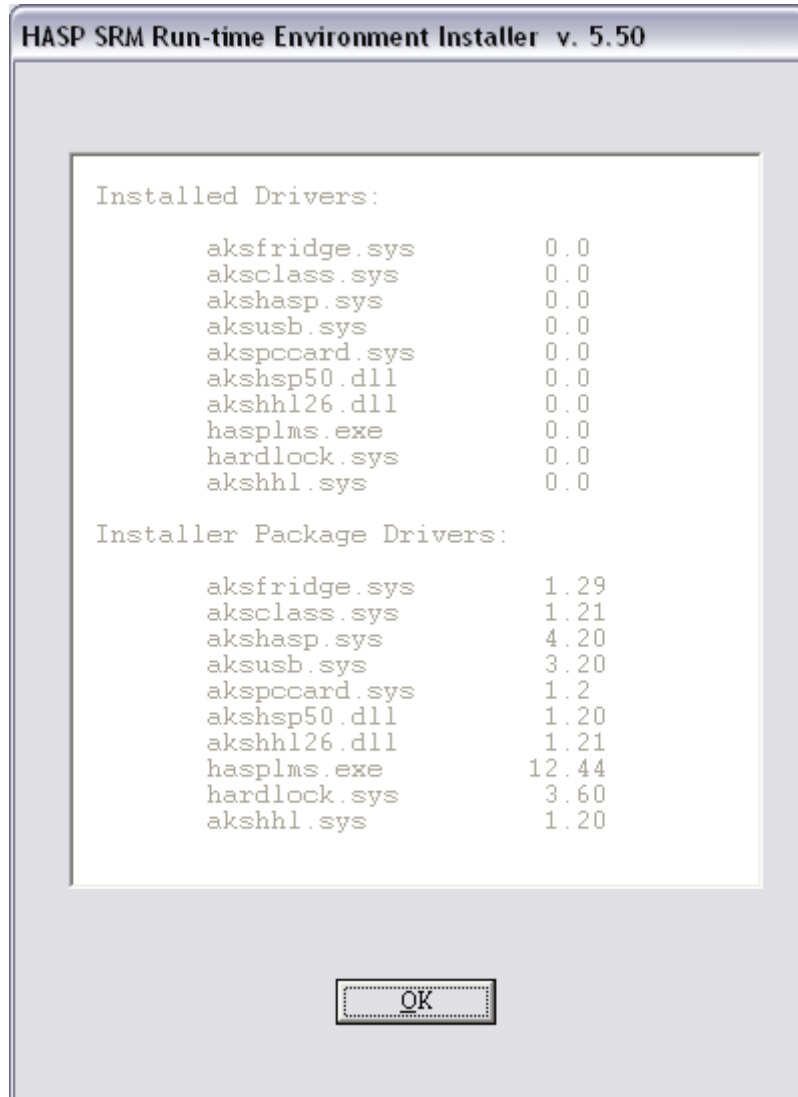 HASP SRM Run-time Environment Installer v. 5.50
Installed Drivers:
aksfridge.sys 0.0
aksclass.sys 0.0
akshasp.sys 0.0
aksusb.sys 0.0
akspccard.sys 0.0
akshsp50.dll 0.0
akshhl26.dll 0.0
hasplms.exe 0.0
hardlock.sys 0.0
akshhl.sys 0.0
Installer Package Drivers:
aksfridge.sys 1.29
aksclass.sys 1.21
akshasp.sys 4.20
aksusb.sys 3.20
akspccard.sys 1.2
akshsp50.dll 1.20
akshhl26.dll 1.21
hasplms.exe 12.44
hardlock.sys 3.60
akshhl.sys 1.20
OK